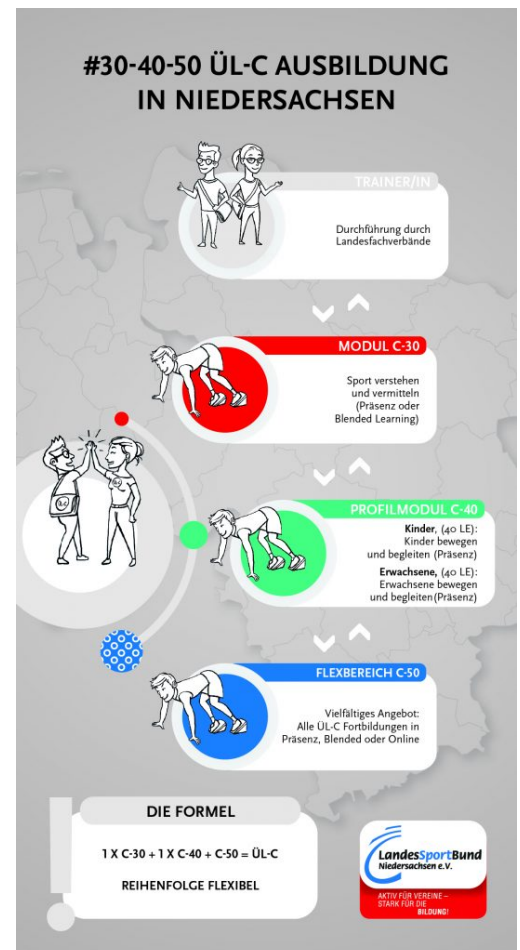 #30-40-50 ÜL-C AUSBILDUNG
IN NIEDERSACHSEN
TRAINER/IN
Durchführung durch
Landesfachverbände
MODUL C-30
Sport verstehen
und vermitteln
(Präsenz oder
Blended Learning)
PROFILMODUL C-40
Kinder, (40 LE):
Kinder bewegen
und begleiten (Präsenz)
Erwachsene, (40 LE):
Erwachsene bewegen
und begleiten(Präsenz)
FLEXBEREICH C-50
Vielfältiges Angebot:
Alle ÜL-C Fortbildungen in
Präsenz, Blended oder Online
DIE FORMEL
1 X C-30 + 1 X C-40 + C-50 = ÜL-C
REIHENFOLGE FLEXIBEL
LandesSportBund
Niedersachsen e.V.
AKTIV FÜR VEREINE –
STARK FÜR DIE
BILDUNG!